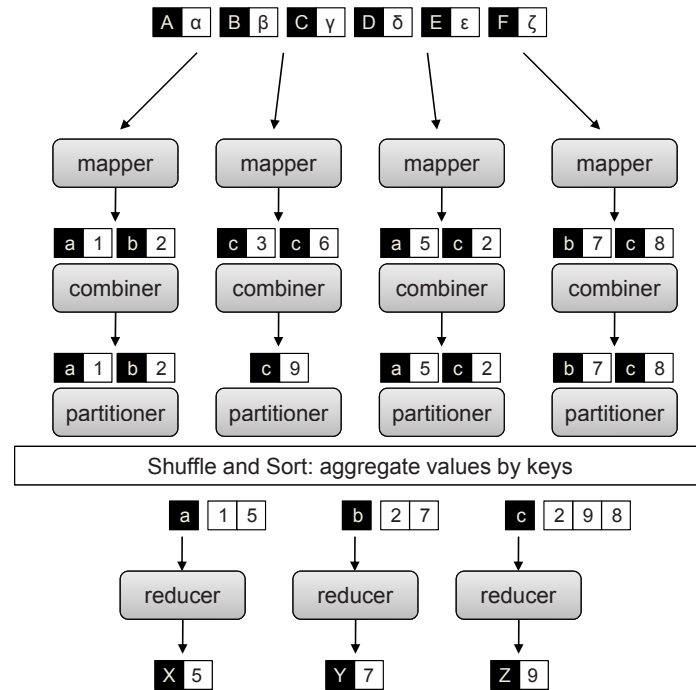 A α B β C γ D δ E ε F ζ
mapper mapper mapper mapper
a 1 b 2 c 3 c 6 a 5 c 2 b 7 c 8
combiner combiner combiner combiner
a 1 b 2 c 9 a 5 c 2 b 7 c 8
partitioner partitioner partitioner partitioner
Shuffle and Sort: aggregate values by keys
a 1 5 b 2 7 c 2 9 8
reducer reducer reducer
X 5 Y 7 Z 9